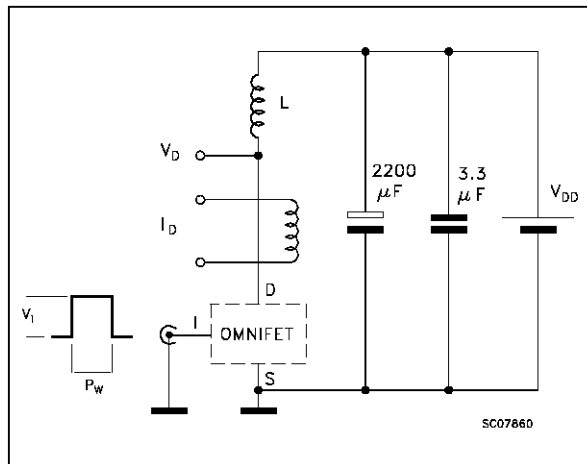 L
V_D
2200
µF
3.3
µF
V_DD
I_D
D
V_i
I
OMNIFET
P_W
S
SC07860